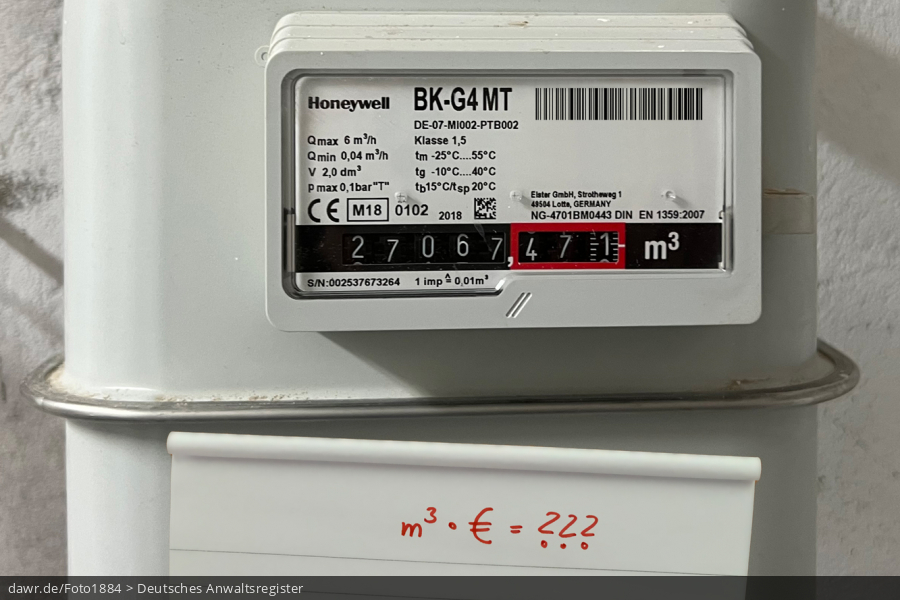 Honeywell
BK-G4 MT
DE-07-MI002-PTB002
Qmax 6 m³/h
Klasse 1,5
Qmin 0,04 m³/h
tm -25°C....55°C
V 2,0 dm³
tg -10°C....40°C
pmax 0,1bar"T"
tb15°C/tsp 20°C
Elster GmbH, Strotheweg 1
49504 Lotte, GERMANY
CE M18 0102 2018
NG-4701BM0443 DIN EN 1359:2007
27067,471 m³
S/N:002537673264 1 imp ≙ 0,01m³
m³ · € = ???
dawr.de/Foto1884 > Deutsches Anwaltsregister